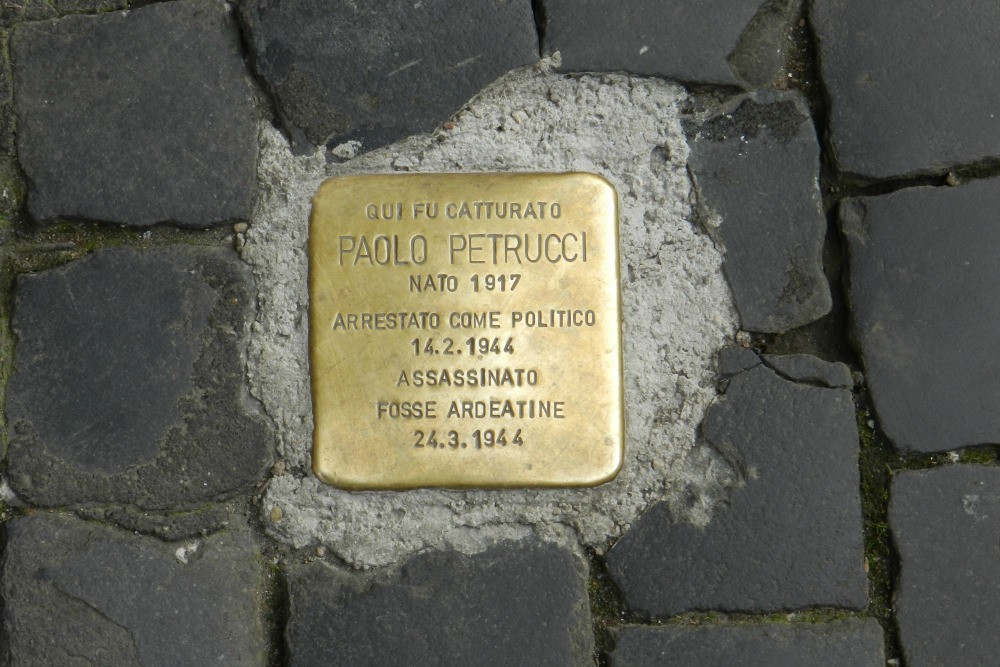 QUI FU CATTURATO
PAOLO PETRUCCI
NATO 1917
ARRESTATO COME POLITICO
14.2.1944
ASSASSINATO
FOSSE ARDEATINE
24.3.1944